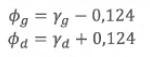 ϕg = γg − 0,124
ϕd = γd + 0,124